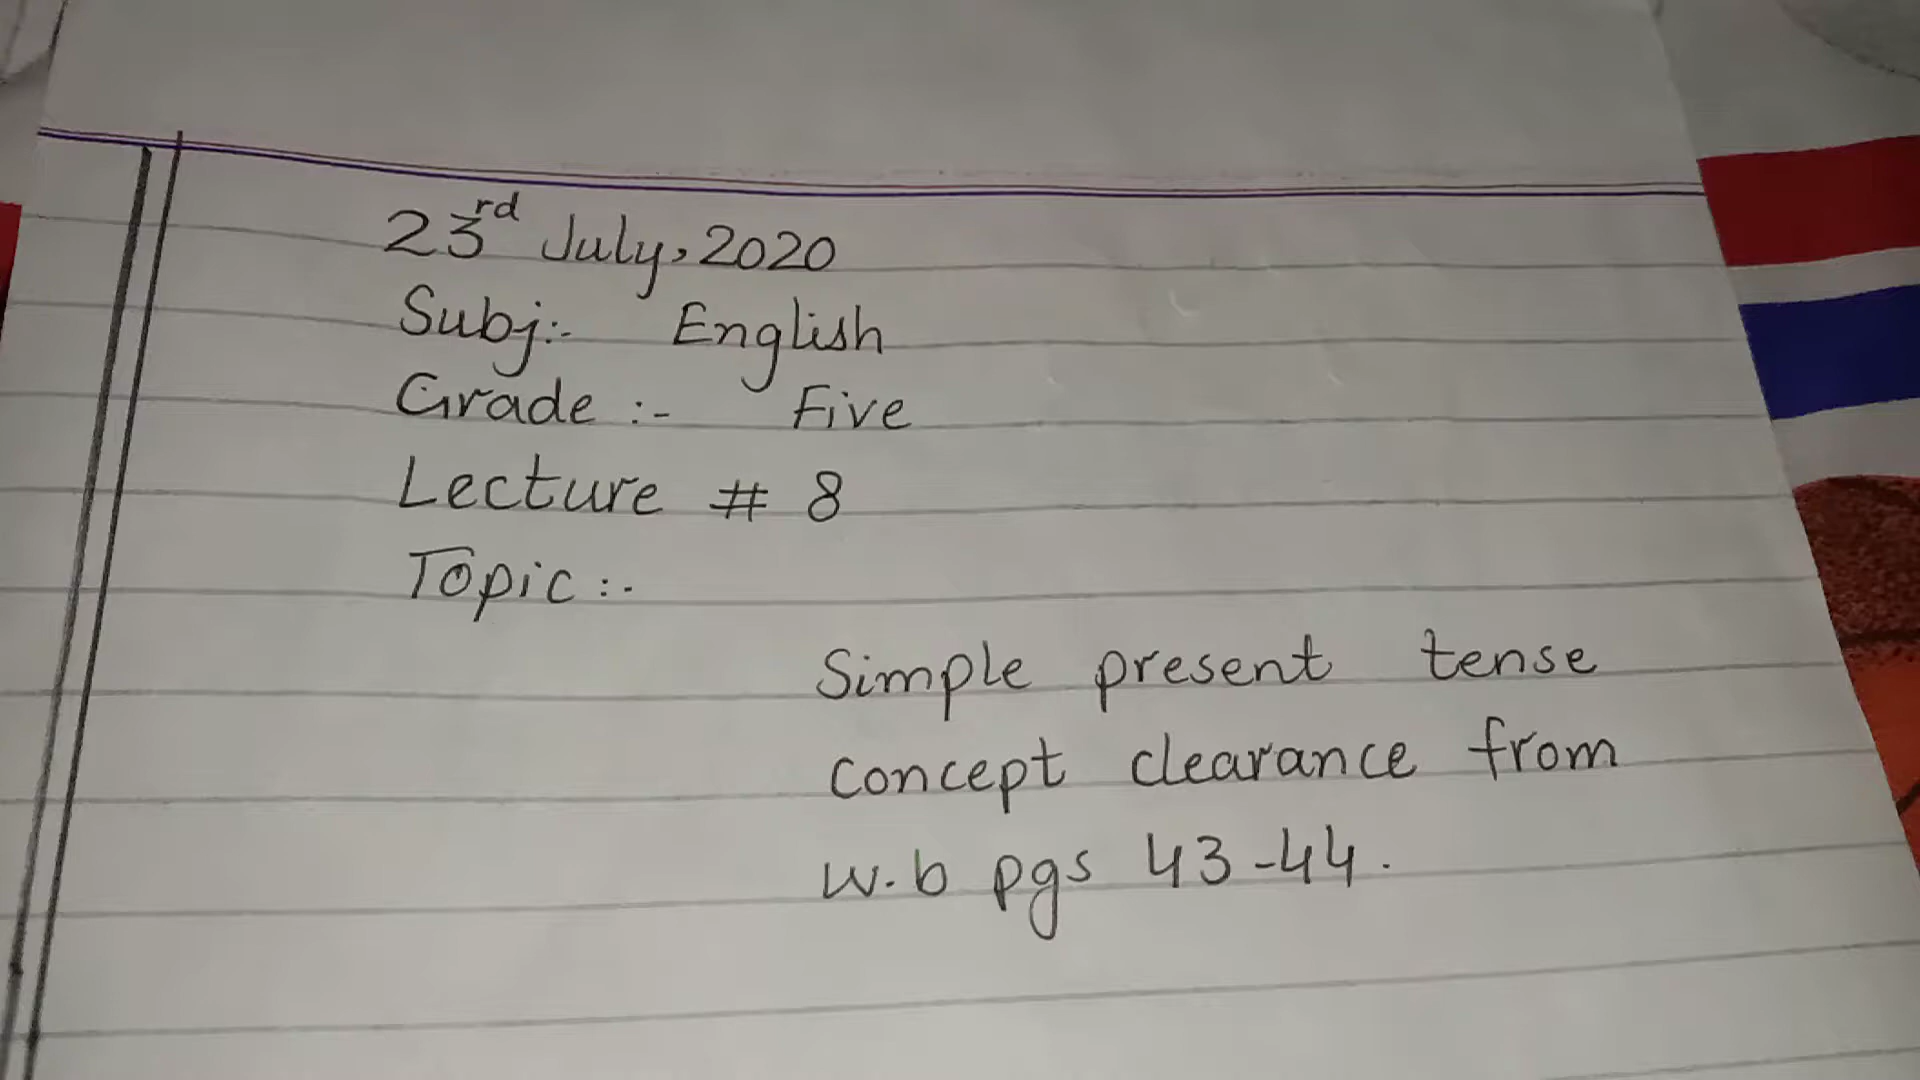 23rd July, 2020
Subj:- English
Grade :- Five
Lecture # 8
Topic :-
Simple present tense
concept clearance from
w.b pgs 43-44.